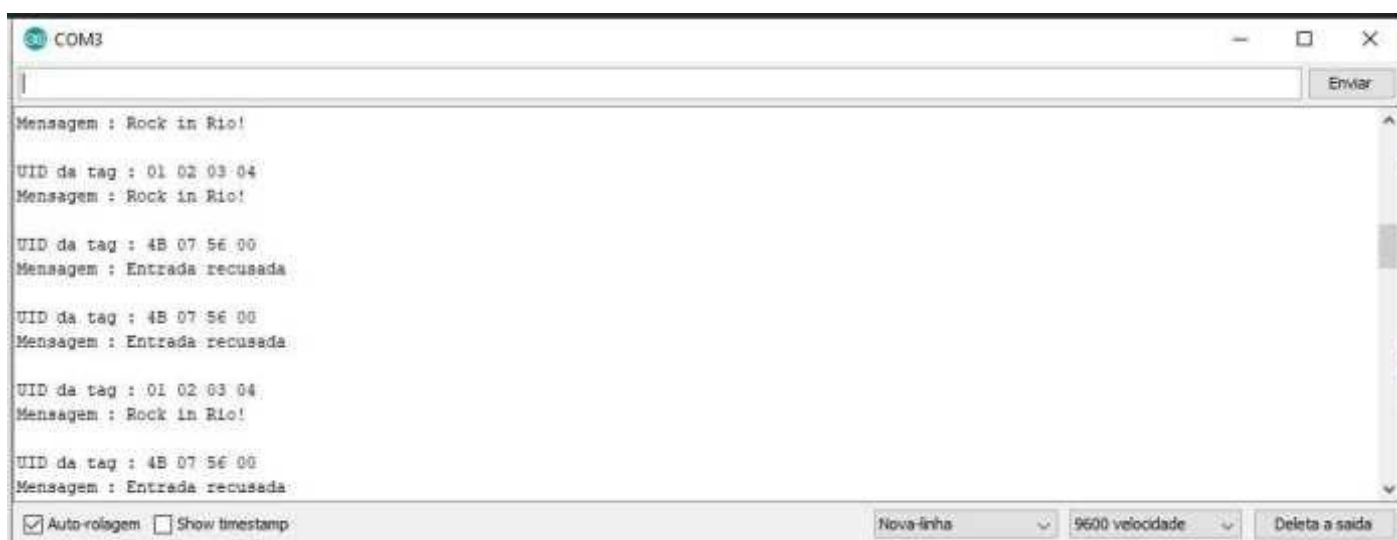 COM3
Enviar
Mensagem : Rock in Rio!
UID da tag : 01 02 03 04
Mensagem : Rock in Rio!
UID da tag : 4B 07 56 00
Mensagem : Entrada recusada
UID da tag : 4B 07 56 00
Mensagem : Entrada recusada
UID da tag : 01 02 03 04
Mensagem : Rock in Rio!
UID da tag : 4B 07 56 00
Mensagem : Entrada recusada
Auto-rolagem Show timestamp Nova-linha 9600 velocidade Deleta a saida